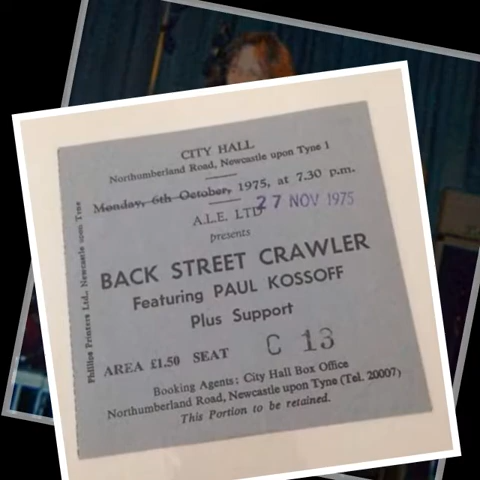 CITY HALL
Northumberland Road, Newcastle upon Tyne 1
Monday, 6th October, 1975, at 7.30 p.m.
27 NOV 1975
A.L.E. LTD
presents
BACK STREET CRAWLER
Featuring PAUL KOSSOFF
Plus Support
AREA £1.50 SEAT C 13
Booking Agents: City Hall Box Office
Northumberland Road, Newcastle upon Tyne (Tel. 20007)
This Portion to be retained.
Phillips Printers Ltd., Newcastle upon Tyne